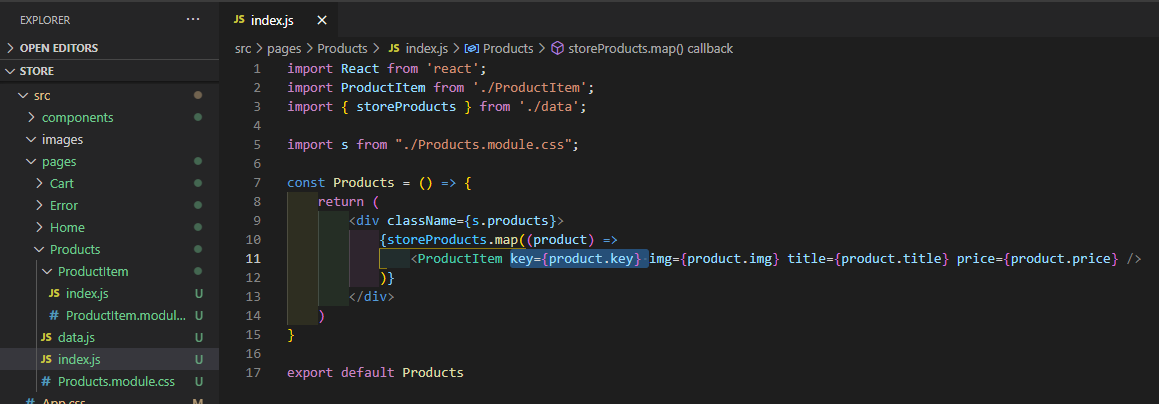 EXPLORER ···
OPEN EDITORS
STORE
src
components
images
pages
Cart
Error
Home
Products
ProductItem
JS index.js U
# ProductItem.modul... U
JS data.js U
JS index.js U
# Products.module.css U
# App.css M
JS index.js ×
src > pages > Products > JS index.js > Products > storeProducts.map() callback
1 import React from 'react';
2 import ProductItem from './ProductItem';
3 import { storeProducts } from './data';
4
5 import s from "./Products.module.css";
6
7 const Products = () => {
8 return (
9 <div className={s.products}>
10 {storeProducts.map((product) =>
11 <ProductItem key={product.key} img={product.img} title={product.title} price={product.price} />
12 )}
13 </div>
14 )
15 }
16
17 export default Products